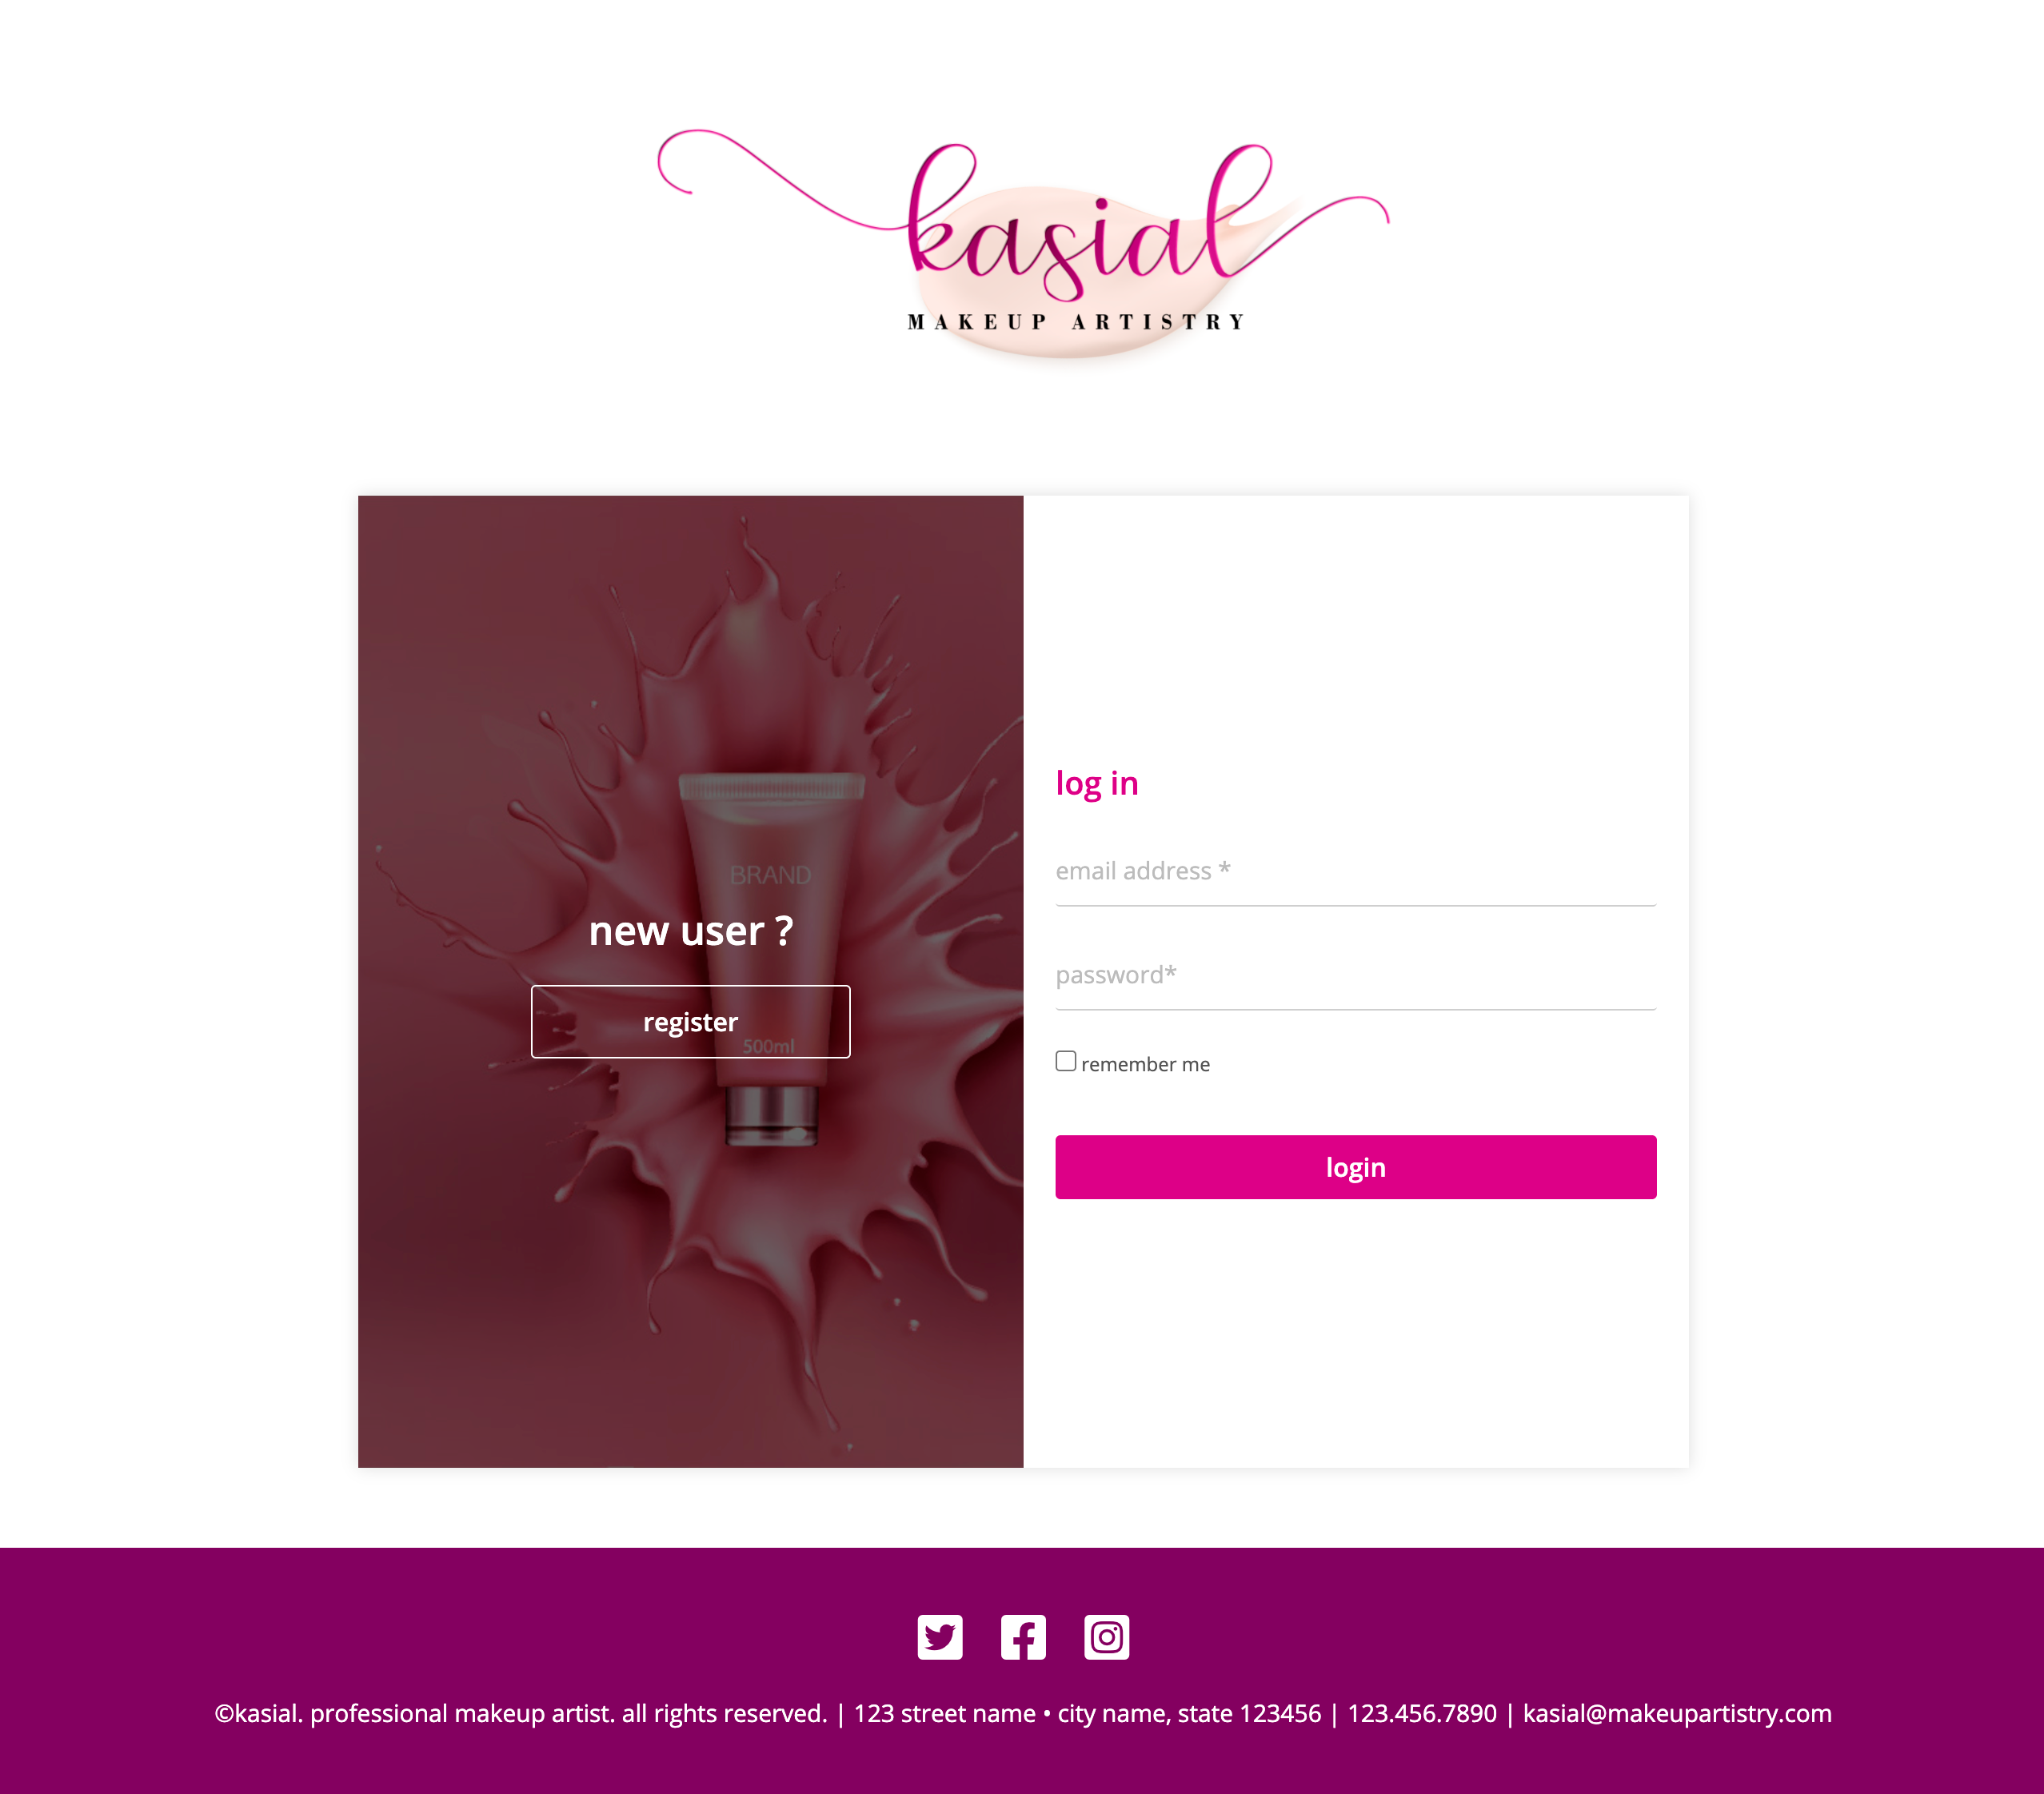 kasial
MAKEUP ARTISTRY
BRAND
new user ?
register
500ml
log in
email address *
password*
remember me
login
©kasial. professional makeup artist. all rights reserved. | 123 street name • city name, state 123456 | 123.456.7890 | kasial@makeupartistry.com